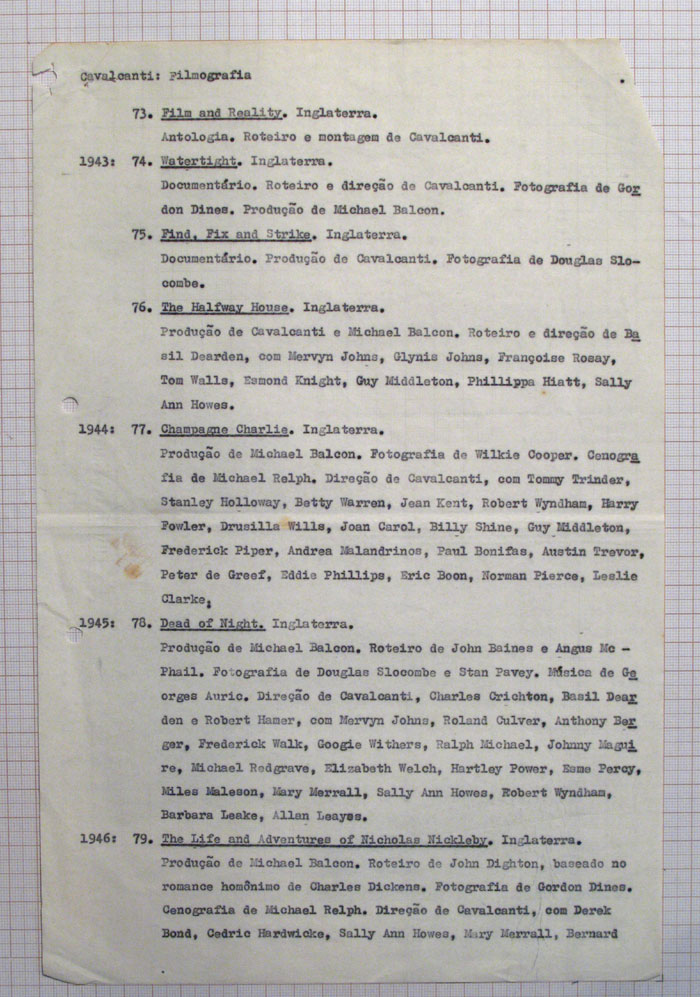 Cavalcanti: Filmografia
73. Film and Reality. Inglaterra.
Antologia. Roteiro e montagem de Cavalcanti.
1943: 74. Watertight. Inglaterra.
Documentário. Roteiro e direção de Cavalcanti. Fotografia de Gor
don Dines. Produção de Michael Balcon.
75. Find, Fix and Strike. Inglaterra.
Documentário. Produção de Cavalcanti. Fotografia de Douglas Slo-
combe.
76. The Halfway House. Inglaterra.
Produção de Cavalcanti e Michael Balcon. Roteiro e direção de Ba
sil Dearden, com Mervyn Johns, Glynis Johns, Françoise Rosay,
Tom Walls, Esmond Knight, Guy Middleton, Phillippa Hiatt, Sally
Ann Howes.
1944: 77. Champagne Charlie. Inglaterra.
Produção de Michael Balcon. Fotografia de Wilkie Cooper. Cenogra
fia de Michael Relph. Direção de Cavalcanti, com Tommy Trinder,
Stanley Holloway, Betty Warren, Jean Kent, Robert Wyndham, Harry
Fowler, Drusilla Wills, Joan Carol, Billy Shine, Guy Middleton,
Frederick Piper, Andrea Malandrinos, Paul Bonifas, Austin Trevor,
Peter de Greef, Eddie Phillips, Eric Boon, Norman Pierce, Leslie
Clarke;
1945: 78. Dead of Night. Inglaterra.
Produção de Michael Balcon. Roteiro de John Baines e Angus Mc -
Phail. Fotografia de Douglas Slocombe e Stan Pavey. Música de Ge
orges Auric. Direção de Cavalcanti, Charles Crichton, Basil Dear
den e Robert Hamer, com Mervyn Johns, Roland Culver, Anthony Ber
ger, Frederick Walk, Googie Withers, Ralph Michael, Johnny Magui
re, Michael Redgrave, Elizabeth Welch, Hartley Power, Esme Percy,
Miles Maleson, Mary Merrall, Sally Ann Howes, Robert Wyndham,
Barbara Leake, Allan Leayes.
1946: 79. The Life and Adventures of Nicholas Nickleby. Inglaterra.
Produção de Michael Balcon. Roteiro de John Dighton, baseado no
romance homônimo de Charles Dickens. Fotografia de Gordon Dines.
Cenografia de Michael Relph. Direção de Cavalcanti, com Derek
Bond, Cedric Hardwicke, Sally Ann Howes, Mary Merrall, Bernard